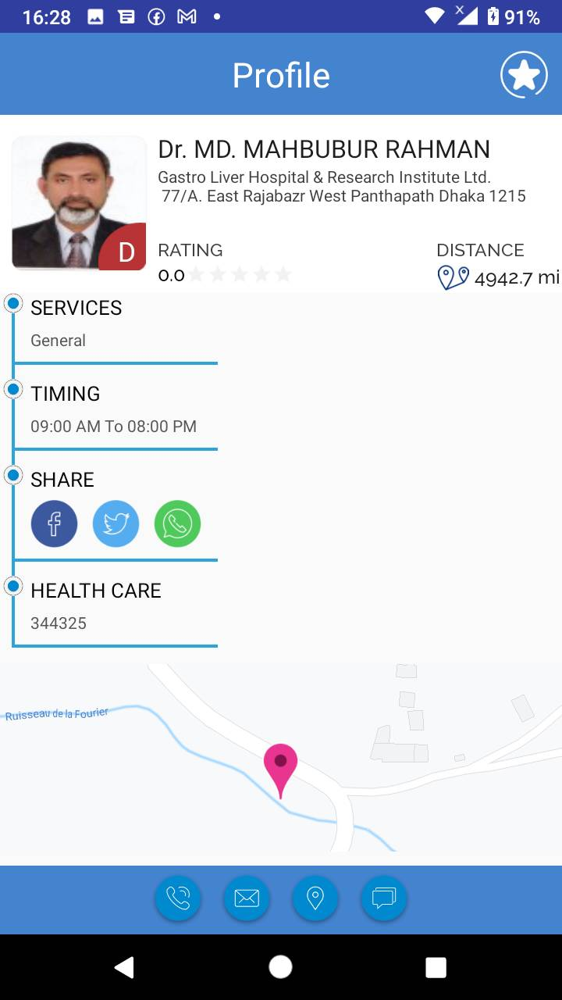 16:28
91%
Profile
Dr. MD. MAHBUBUR RAHMAN
Gastro Liver Hospital & Research Institute Ltd.
77/A. East Rajabazr West Panthapath Dhaka 1215
D
RATING
DISTANCE
0.0
4942.7 mi
SERVICES
General
TIMING
09:00 AM To 08:00 PM
SHARE
HEALTH CARE
344325
Ruisseau de la Fourier